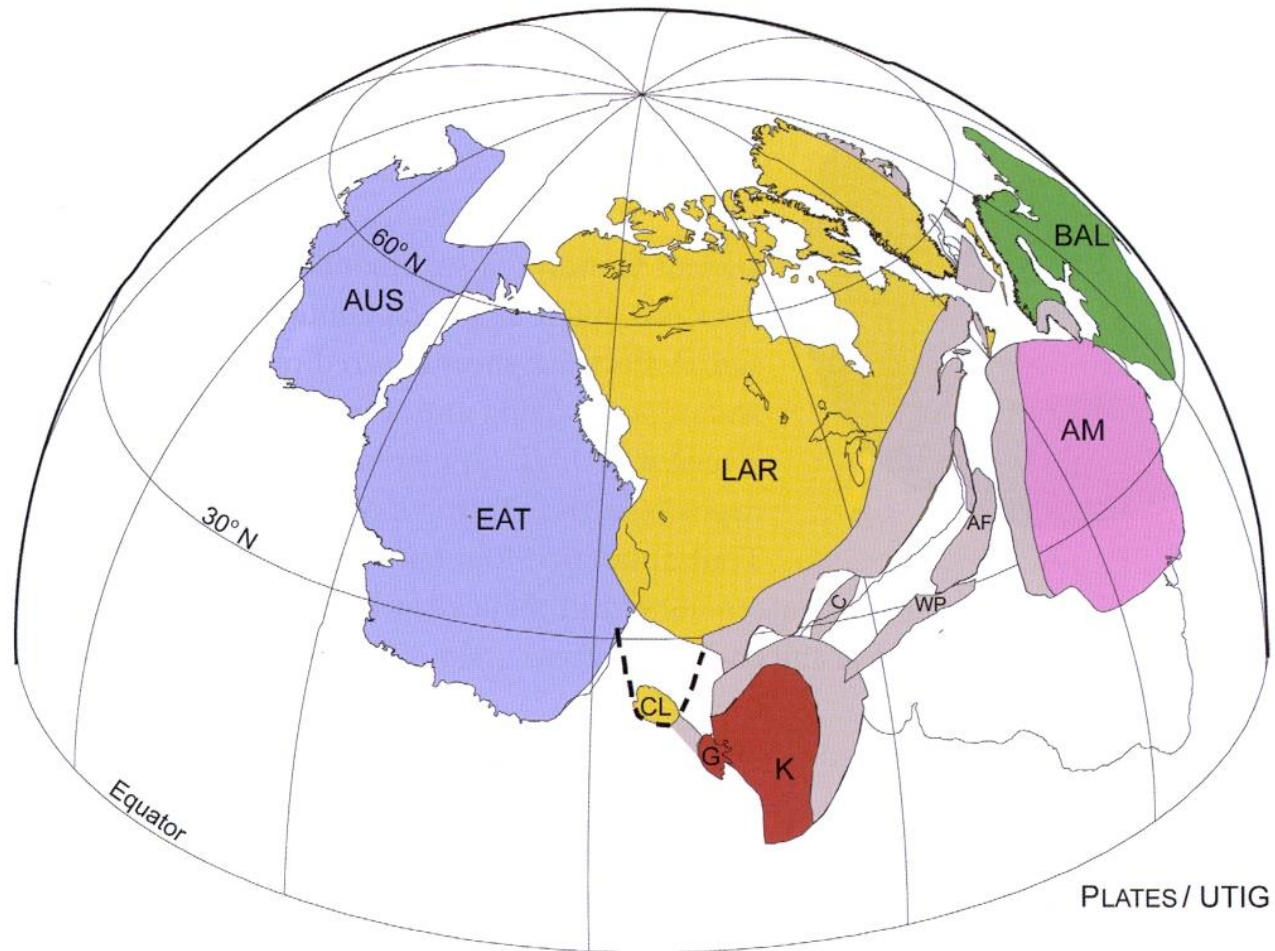 BAL
60° N
AUS
AM
LAR
EAT
30° N
AF
C
WP
CL
G
K
Equator
PLATES / UTIG